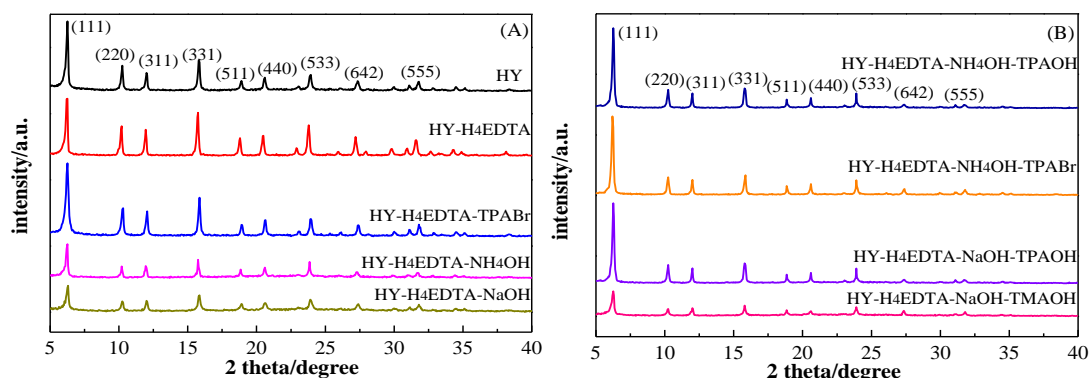 (A)
(111)
(220)
(311)
(331)
(511)
(440)
(533)
(642)
(555)
HY
HY-H4EDTA
HY-H4EDTA-TPABr
HY-H4EDTA-NH4OH
HY-H4EDTA-NaOH
intensity/a.u.
5 10 15 20 25 30 35 40
2 theta/degree
(B)
(111)
HY-H4EDTA-NH4OH-TPAOH
(220)
(311)
(331)
(511)
(440)
(533)
(642)
(555)
HY-H4EDTA-NH4OH-TPABr
HY-H4EDTA-NaOH-TPAOH
HY-H4EDTA-NaOH-TMAOH
intensity/a.u.
5 10 15 20 25 30 35 40
2 theta/degree